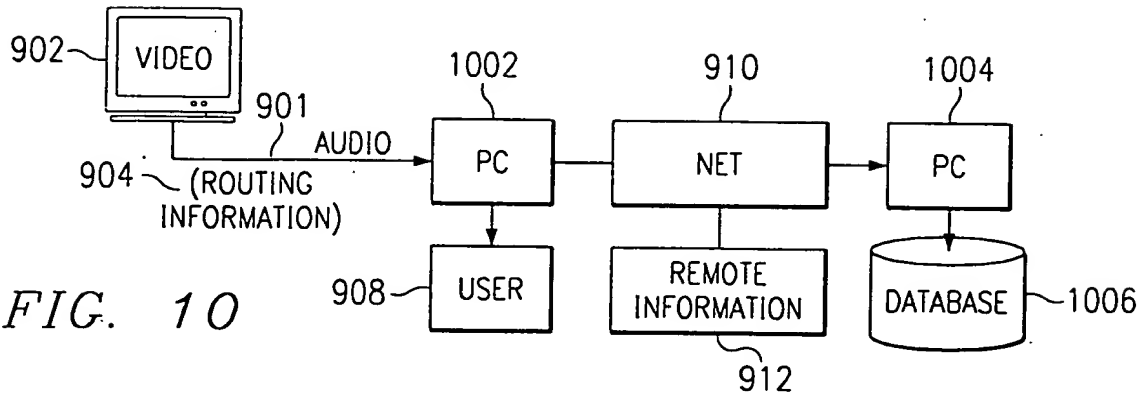 902
VIDEO
901
AUDIO
904
(ROUTING
INFORMATION)
1002
PC
910
NET
1004
PC
908
USER
REMOTE
INFORMATION
912
DATABASE
1006
FIG. 10